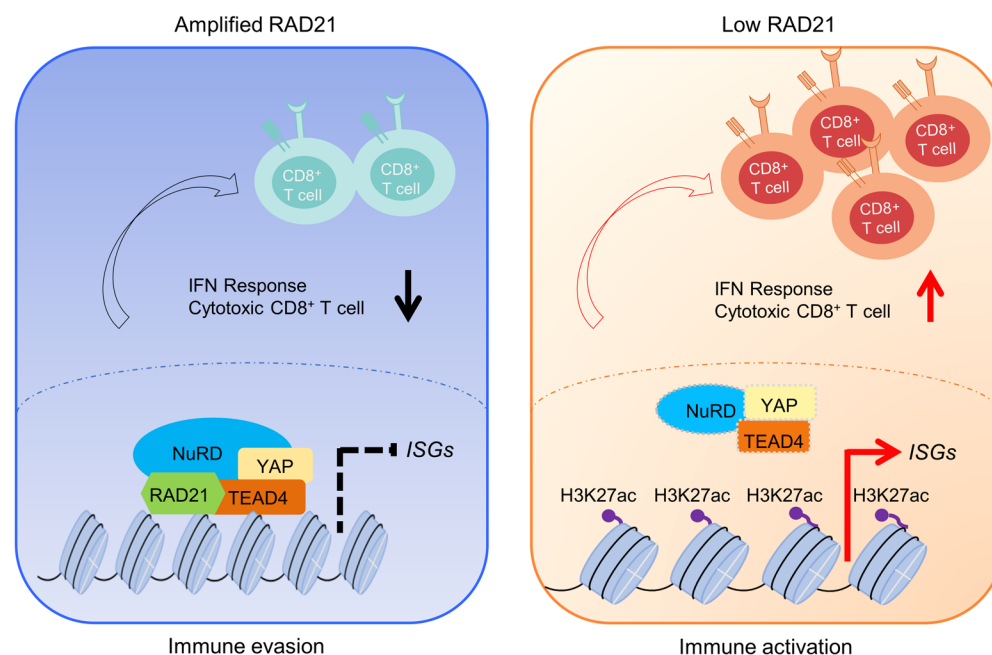 Amplified RAD21
CD8⁺
T cell
CD8⁺
T cell
IFN Response
Cytotoxic CD8⁺ T cell
NuRD
YAP
RAD21
TEAD4
ISGs
Immune evasion
Low RAD21
CD8⁺
T cell
CD8⁺
T cell
CD8⁺
T cell
CD8⁺
T cell
IFN Response
Cytotoxic CD8⁺ T cell
NuRD
YAP
TEAD4
ISGs
H3K27ac
H3K27ac
H3K27ac
H3K27ac
Immune activation